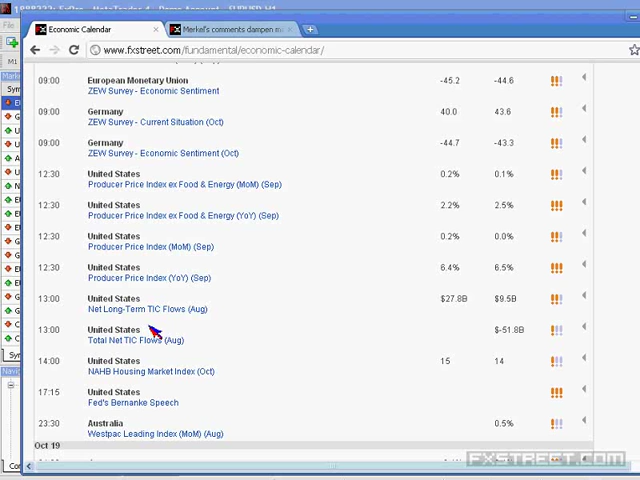 Economic Calendar
Merkel's comments dampen m
www.fxstreet.com/fundamental/economic-calendar/
M1
09:00 European Monetary Union -45.2 -44.6
ZEW Survey - Economic Sentiment
09:00 Germany 40.0 43.6
ZEW Survey - Current Situation (Oct)
09:00 Germany -44.7 -43.3
ZEW Survey - Economic Sentiment (Oct)
12:30 United States 0.2% 0.1%
Producer Price Index ex Food & Energy (MoM) (Sep)
12:30 United States 2.2% 2.5%
Producer Price Index ex Food & Energy (YoY) (Sep)
12:30 United States 0.2% 0.0%
Producer Price Index (MoM) (Sep)
12:30 United States 6.4% 6.5%
Producer Price Index (YoY) (Sep)
13:00 United States $27.8B $9.5B
Net Long-Term TIC Flows (Aug)
13:00 United States $-51.8B
Total Net TIC Flows (Aug)
14:00 United States 15 14
NAHB Housing Market Index (Oct)
17:15 United States
Fed's Bernanke Speech
23:30 Australia 0.5%
Westpac Leading Index (MoM) (Aug)
Oct 19
FXSTREET.COM